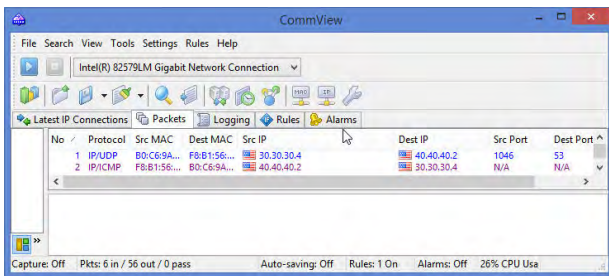 CommView
File Search View Tools Settings Rules Help
Intel(R) 82579LM Gigabit Network Connection
MAC IP
Latest IP Connections Packets Logging Rules Alarms
No Protocol Src MAC Dest MAC Src IP Dest IP Src Port Dest Port
1 IP/UDP B0:C6:9A... F8:B1:56:... 30.30.30.4 40.40.40.2 1046 53
2 IP/ICMP F8:B1:56:... B0:C6:9A... 40.40.40.2 30.30.30.4 N/A N/A
Capture: Off Pkts: 6 in / 56 out / 0 pass Auto-saving: Off Rules: 1 On Alarms: Off 26% CPU Usa